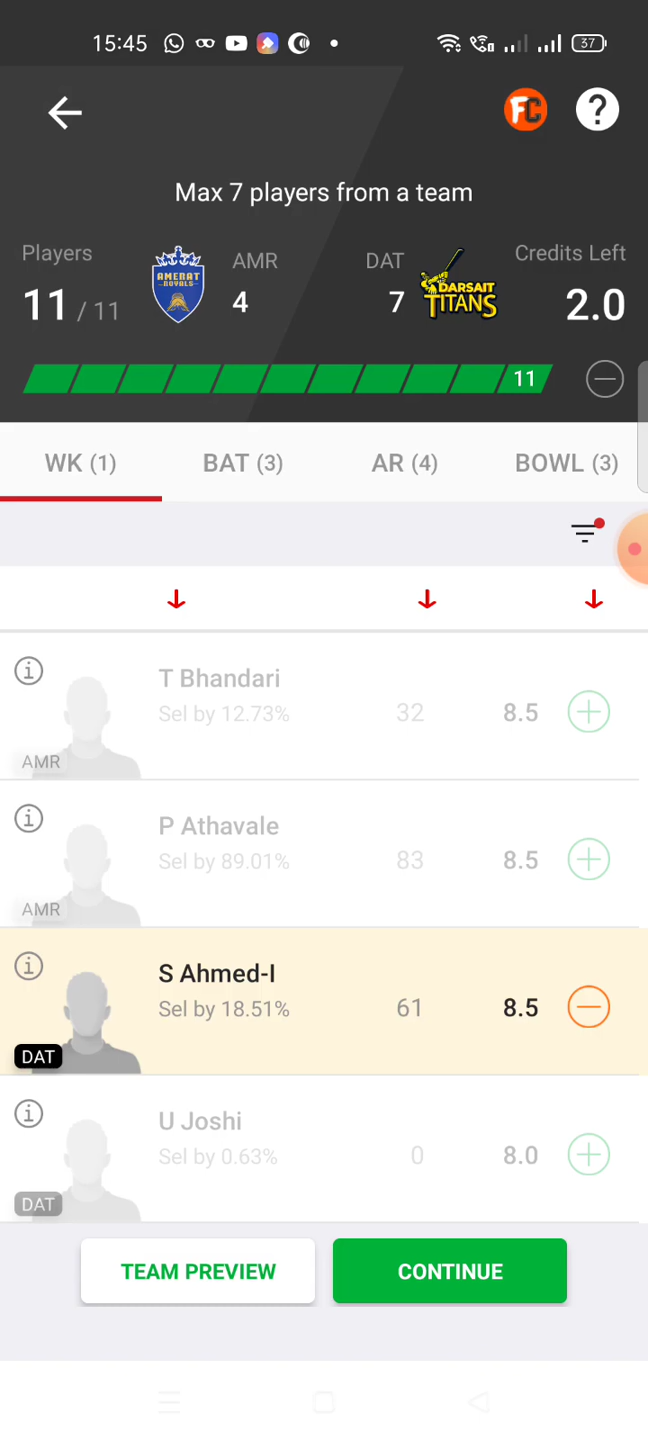 15:45
37
FC ?
Max 7 players from a team
Players AMR DAT Credits Left
11 / 11 4 7 2.0
AMERAT
ROYALS
DARSAIT
TITANS
11
WK (1) BAT (3) AR (4) BOWL (3)
T Bhandari
Sel by 12.73% 32 8.5
AMR
P Athavale
Sel by 89.01% 83 8.5
AMR
S Ahmed-I
Sel by 18.51% 61 8.5
DAT
U Joshi
Sel by 0.63% 0 8.0
DAT
TEAM PREVIEW CONTINUE